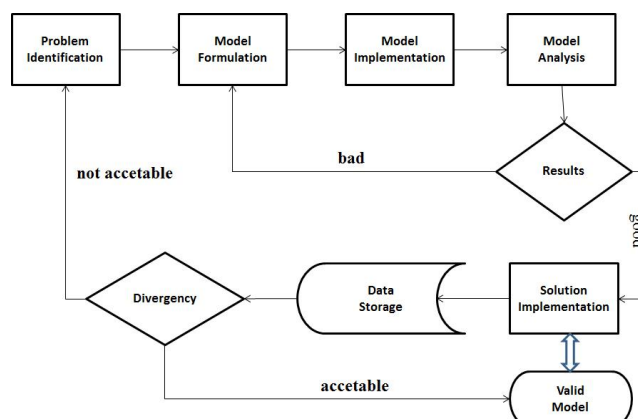 Problem
Identification
Model
Formulation
Model
Implementation
Model
Analysis
Results
bad
good
not accetable
Divergency
Data
Storage
Solution
Implementation
accetable
Valid
Model